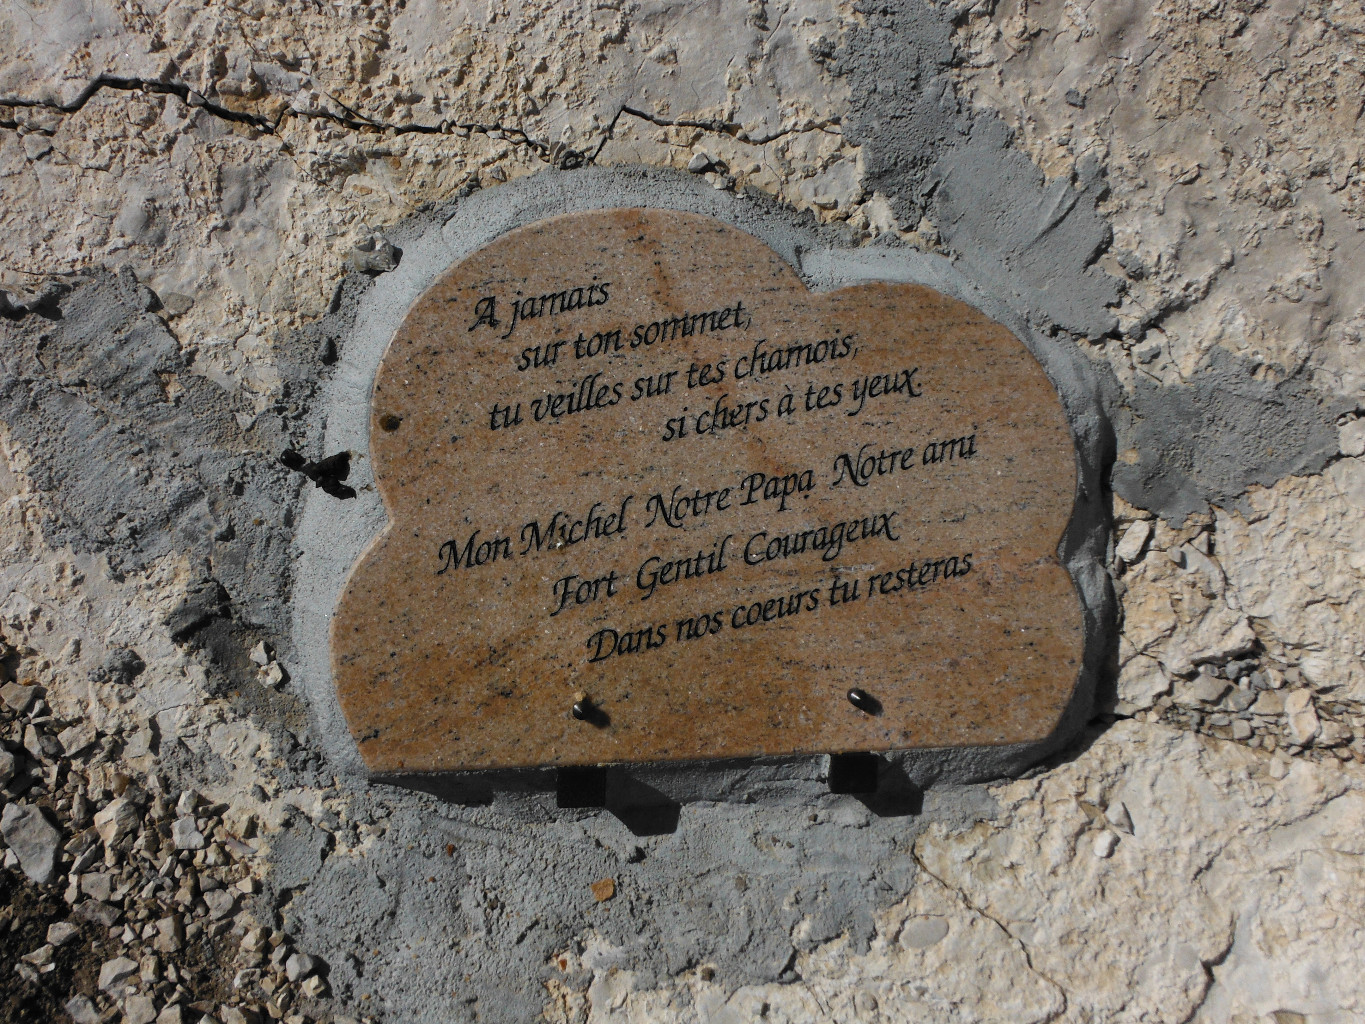 A jamais
sur ton sommet,
tu veilles sur tes chamois,
si chers à tes yeux.
Mon Michel Notre Papa Notre ami
Fort Gentil Courageux
Dans nos coeurs tu resteras